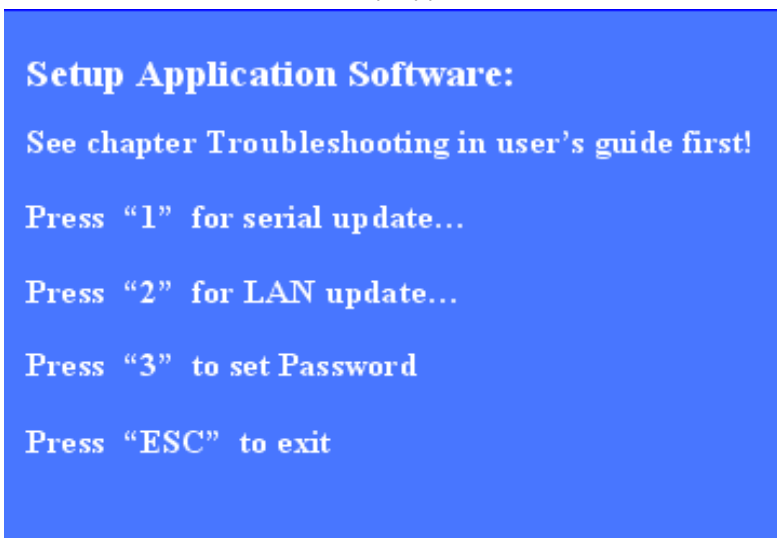 Setup Application Software:
See chapter Troubleshooting in user’s guide first!
Press “1” for serial update...
Press “2” for LAN update...
Press “3” to set Password
Press “ESC” to exit